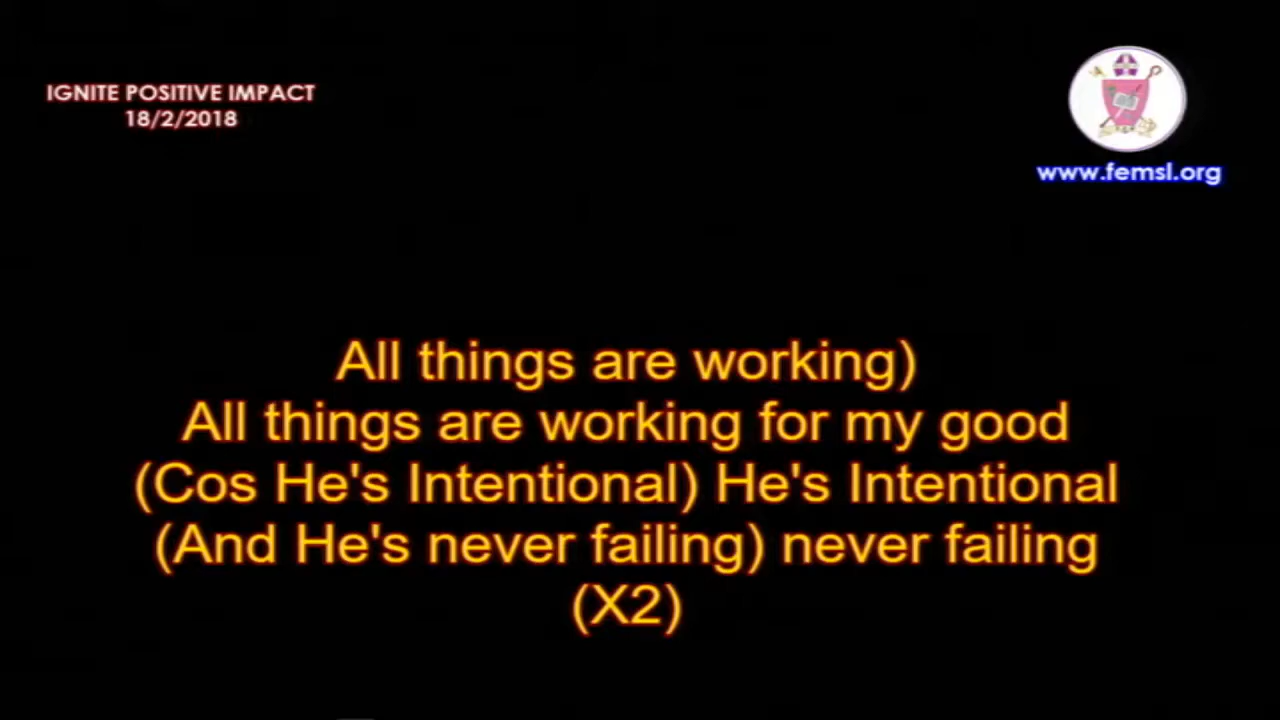 IGNITE POSITIVE IMPACT
18/2/2018
www.femsl.org
All things are working)
All things are working for my good
(Cos He's Intentional) He's Intentional
(And He's never failing) never failing
(X2)